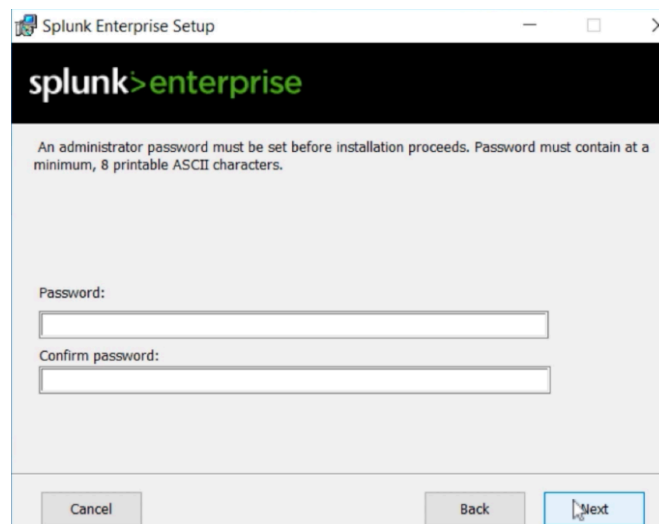 Splunk Enterprise Setup
splunk>enterprise
An administrator password must be set before installation proceeds. Password must contain at a
minimum, 8 printable ASCII characters.
Password:
Confirm password:
Cancel
Back
Next